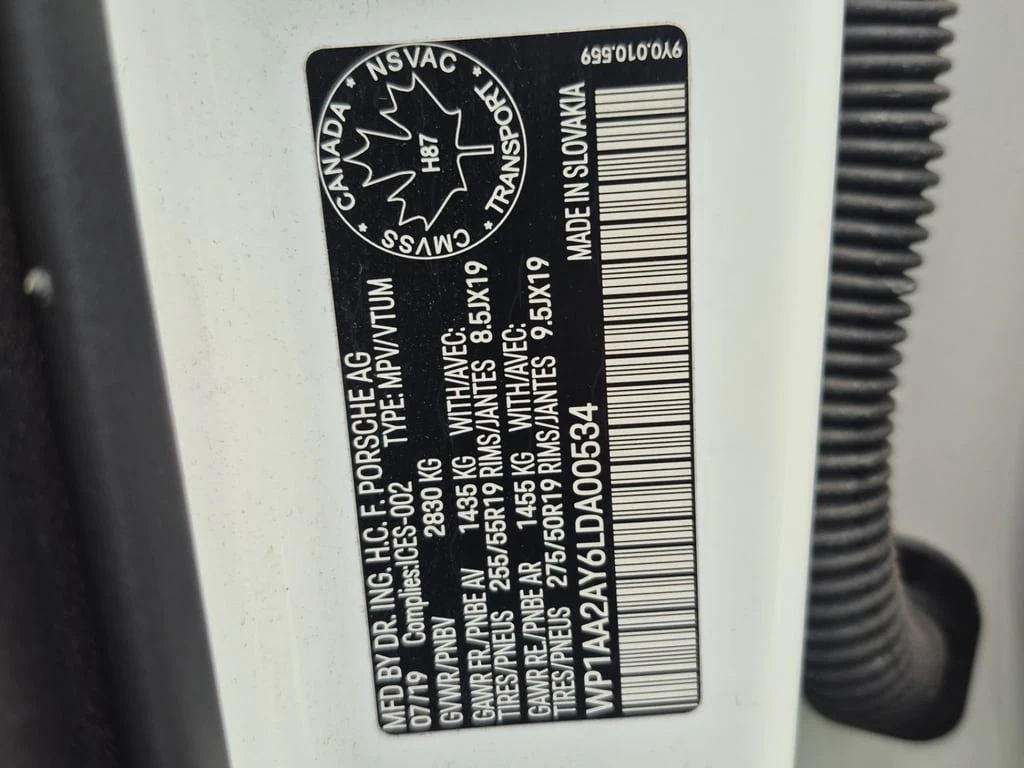 MFD BY DR. ING. H.C. F. PORSCHE AG
07/19 Complies:ICES-002 TYPE: MPV/VTUM
GVWR/PNBV 2830 KG
GAWR FR./PNBE AV 1435 KG WITH/AVEC:
TIRES/PNEUS 255/55R19 RIMS/JANTES 8.5JX19
GAWR RE./PNBE AR 1455 KG WITH/AVEC:
TIRES/PNEUS 275/50R19 RIMS/JANTES 9.5JX19
WP1AA2AY6LDA00534 MADE IN SLOVAKIA
CANADA * NSVAC * TRANSPORT * CMVSS *
H87
9Y0.010.559